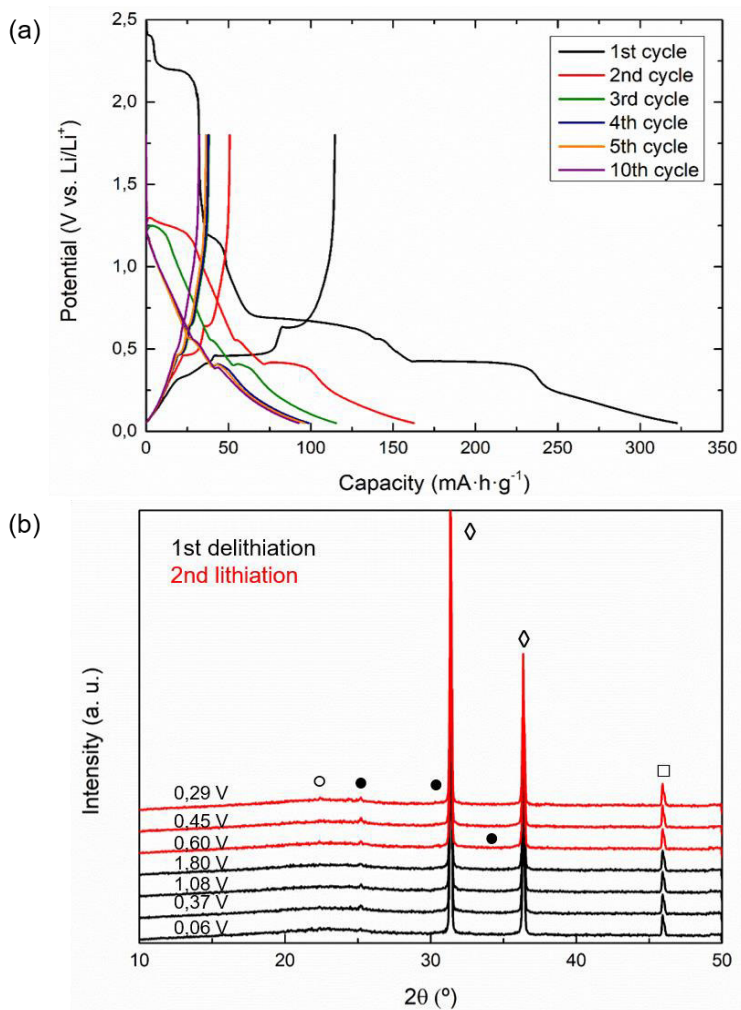 (a)
2,5
2,0
1,5
1,0
0,5
0,0
Potential (V vs. Li/Li⁺)
1st cycle
2nd cycle
3rd cycle
4th cycle
5th cycle
10th cycle
0 50 100 150 200 250 300 350
Capacity (mA·h·g⁻¹)
(b)
1st delithiation
2nd lithiation
Intensity (a. u.)
0,29 V
0,45 V
0,60 V
1,80 V
1,08 V
0,37 V
0,06 V
10 20 30 40 50
2θ (º)